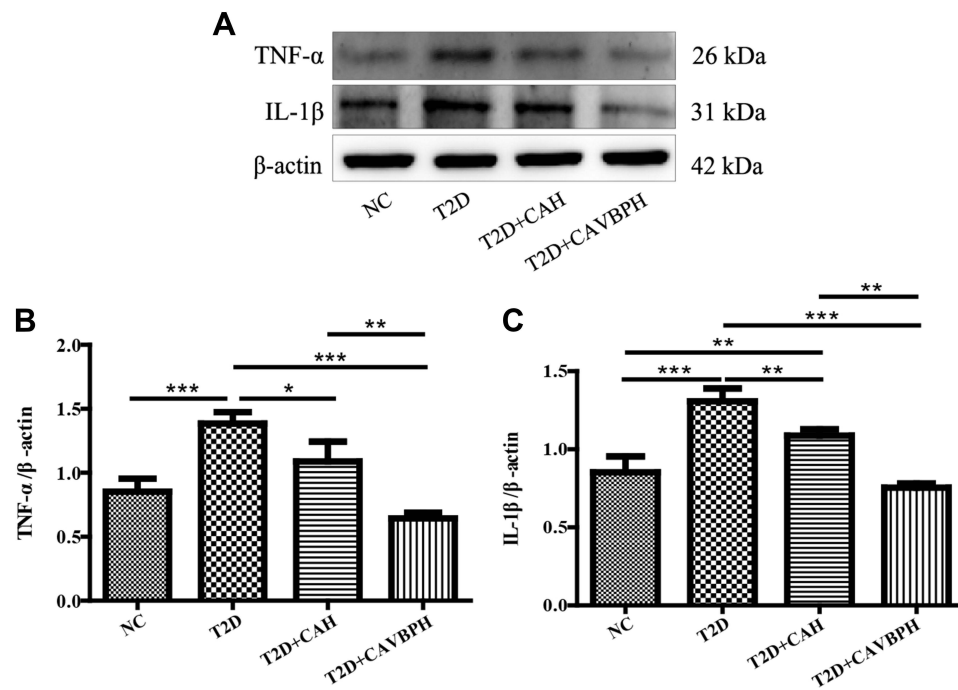 A
TNF-α 26 kDa
IL-1β 31 kDa
β-actin 42 kDa
NC T2D T2D+CAH T2D+CAVBPH
B
**
***
*** *
2.0
1.5
1.0
0.5
0.0
TNF-α/β -actin
NC T2D T2D+CAH T2D+CAVBPH
C
**
***
**
*** **
1.5
1.0
0.5
0.0
IL-1β/β -actin
NC T2D T2D+CAH T2D+CAVBPH